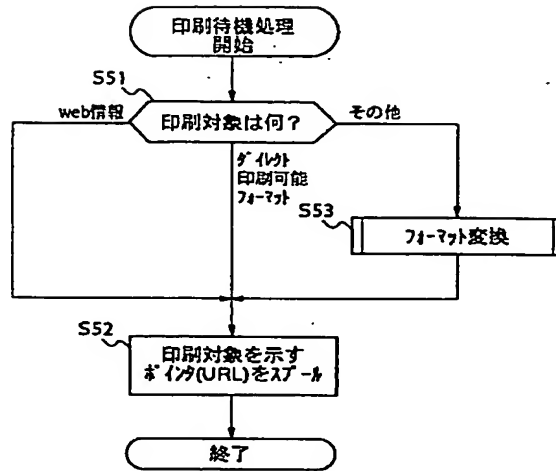 印刷待機処理
開始
S51
web情報
印刷対象は何?
その他
ダイレクト
印刷可能
フォーマット
S53
フォーマット変換
S52
印刷対象を示す
ポインタ(URL)をスプール
終了